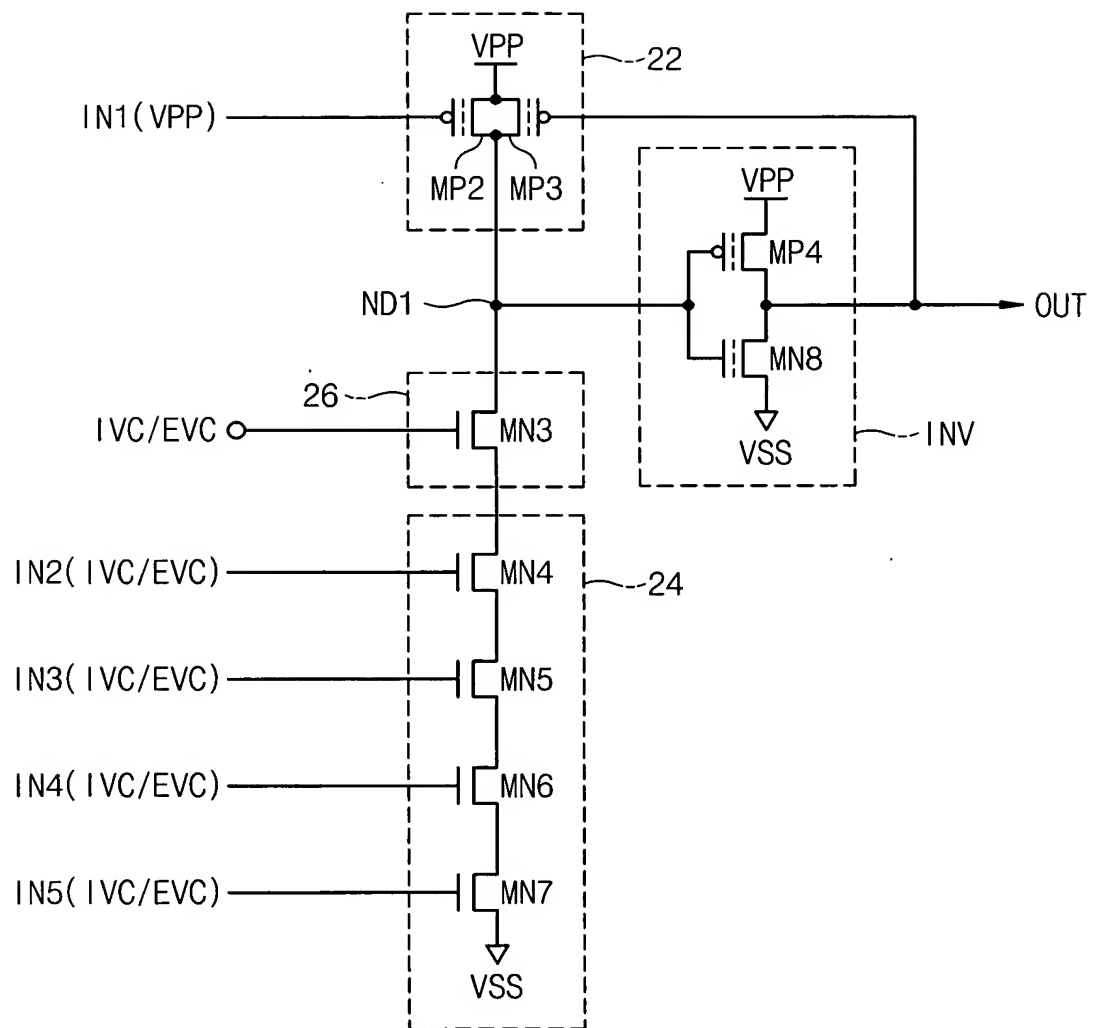 VPP
22
IN1(VPP)
MP2 MP3
VPP
MP4
ND1
OUT
MN8
26
IVC/EVC
MN3
VSS
INV
IN2(IVC/EVC)
MN4
24
IN3(IVC/EVC)
MN5
IN4(IVC/EVC)
MN6
IN5(IVC/EVC)
MN7
VSS